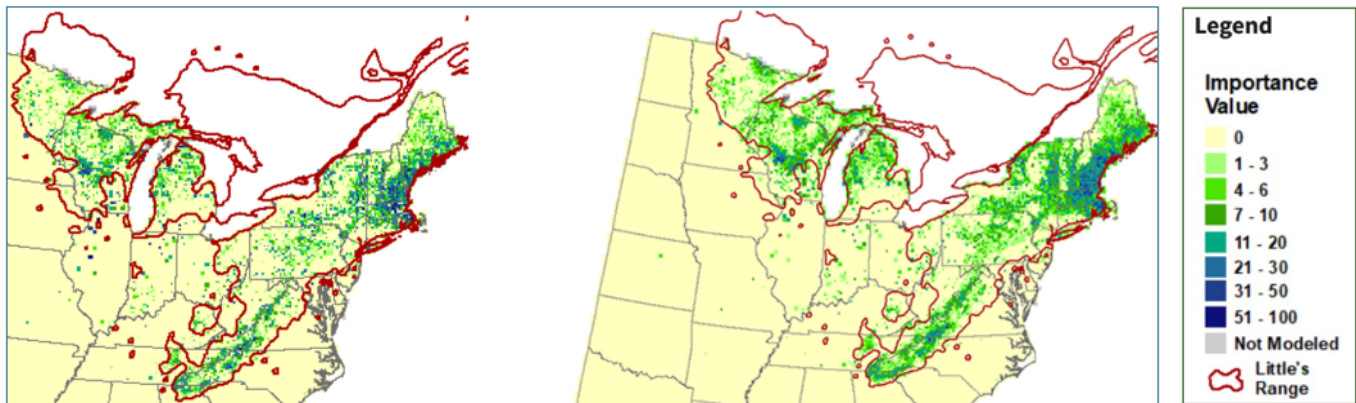 Legend
Importance
Value
0
1 - 3
4 - 6
7 - 10
11 - 20
21 - 30
31 - 50
51 - 100
Not Modeled
Little's
Range